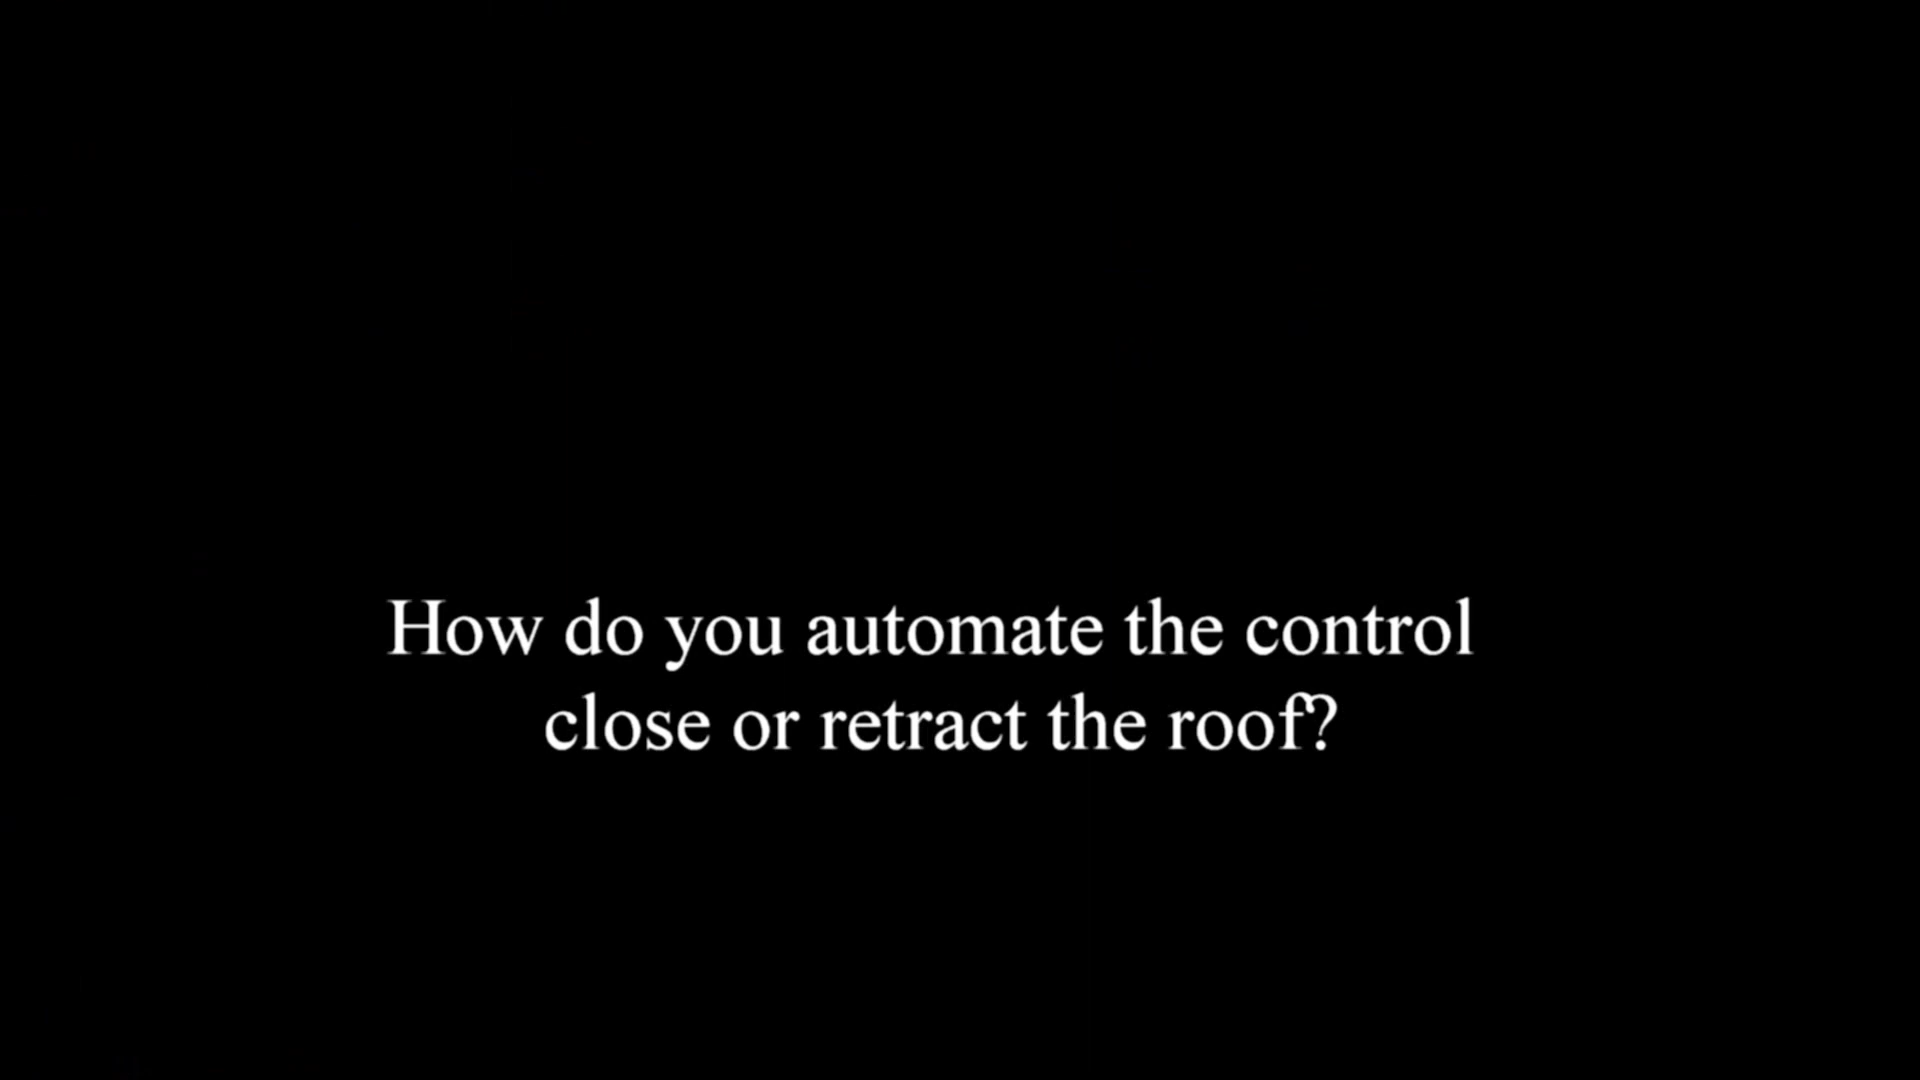 How do you automate the control
close or retract the roof?